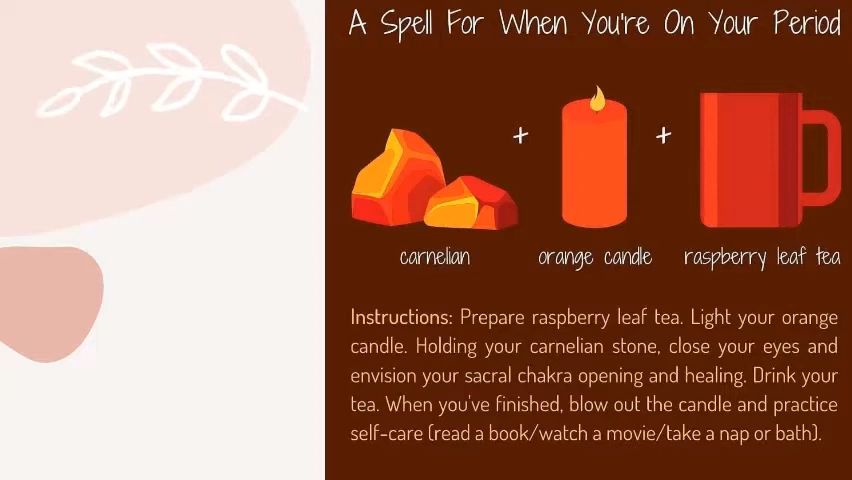 A Spell For When You're On Your Period
+ +
carnelian orange candle raspberry leaf tea
Instructions: Prepare raspberry leaf tea. Light your orange
candle. Holding your carnelian stone, close your eyes and
envision your sacral chakra opening and healing. Drink your
tea. When you've finished, blow out the candle and practice
self-care (read a book/watch a movie/take a nap or bath).